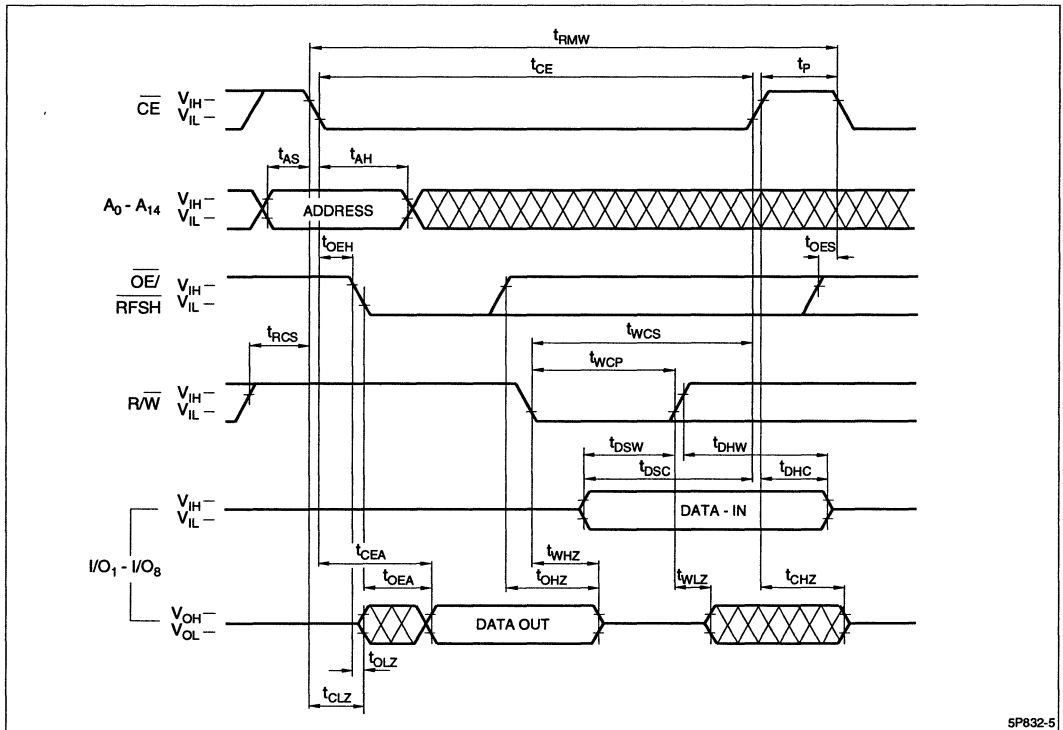 tRMW
tCE
tP
CE
VIH
VIL
tAS
tAH
A0 - A14
VIH
VIL
ADDRESS
tOEH
tOES
OE/
RFSH
VIH
VIL
tRCS
tWCS
tWCP
R/W
VIH
VIL
tDSW
tDHW
tDSC
tDHC
VIH
VIL
DATA - IN
I/O1 - I/O8
tCEA
tWHZ
tOEA
tOHZ
tWLZ
tCHZ
VOH
VOL
DATA OUT
tOLZ
tCLZ
5P832-5